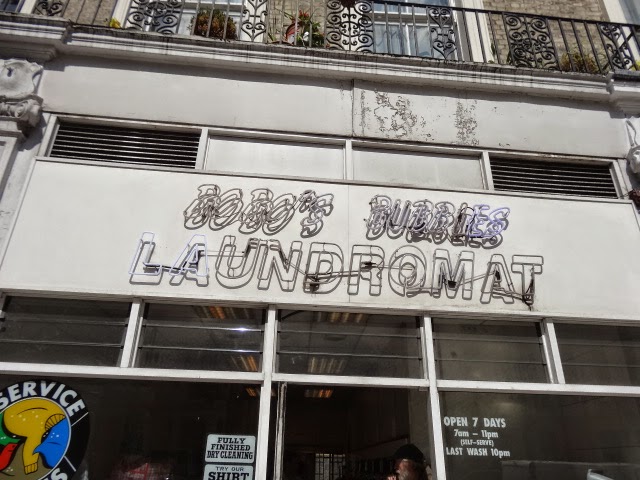 BOBO'S BUBBLES
LAUNDROMAT
SERVICE
FULLY
FINISHED
DRY CLEANING
TRY OUR
SHIRT
OPEN 7 DAYS
7am - 11pm
(SELF-SERVE)
LAST WASH 10pm